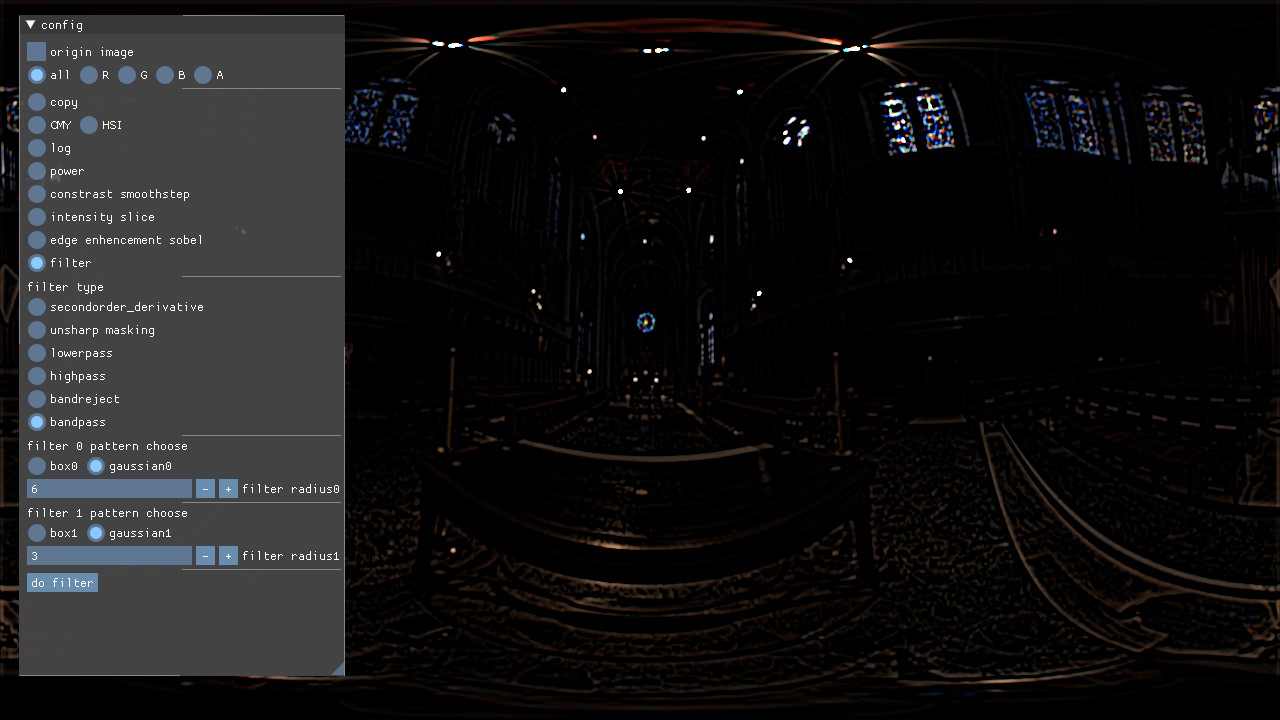 config
origin image
all R G B A
copy
CMY HSI
log
power
constrast smoothstep
intensity slice
edge enhencement sobel
filter
filter type
secondorder_derivative
unsharp masking
lowerpass
highpass
bandreject
bandpass
filter 0 pattern choose
box0 gaussian0
6 - + filter radius0
filter 1 pattern choose
box1 gaussian1
3 - + filter radius1
do filter